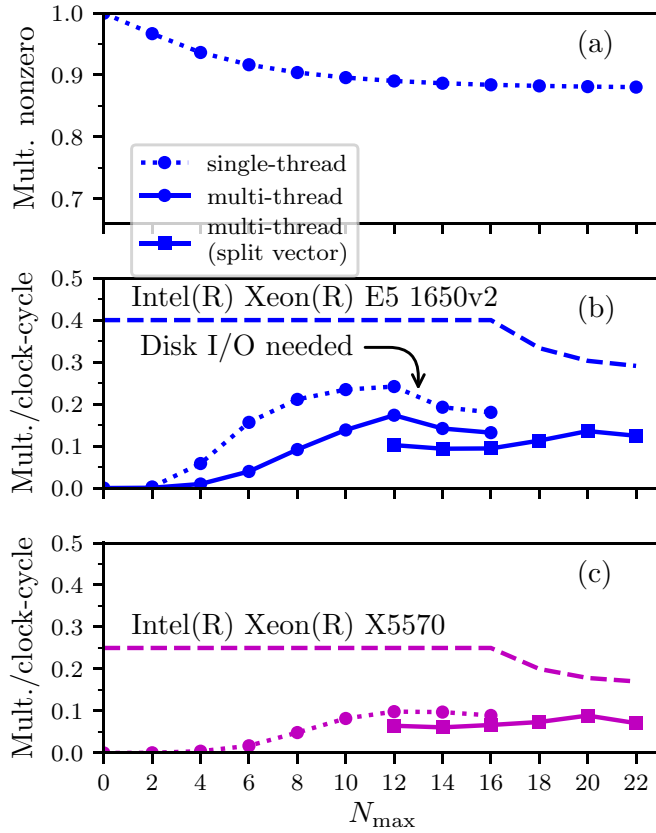 1.0
0.9
0.8
0.7
Mult. nonzero
(a)
single-thread
multi-thread
multi-thread
(split vector)
0.5
0.4
0.3
0.2
0.1
0.0
Mult./clock-cycle
Intel(R) Xeon(R) E5 1650v2
(b)
Disk I/O needed
0.5
0.4
0.3
0.2
0.1
0.0
Mult./clock-cycle
(c)
Intel(R) Xeon(R) X5570
0 2 4 6 8 10 12 14 16 18 20 22
N_max